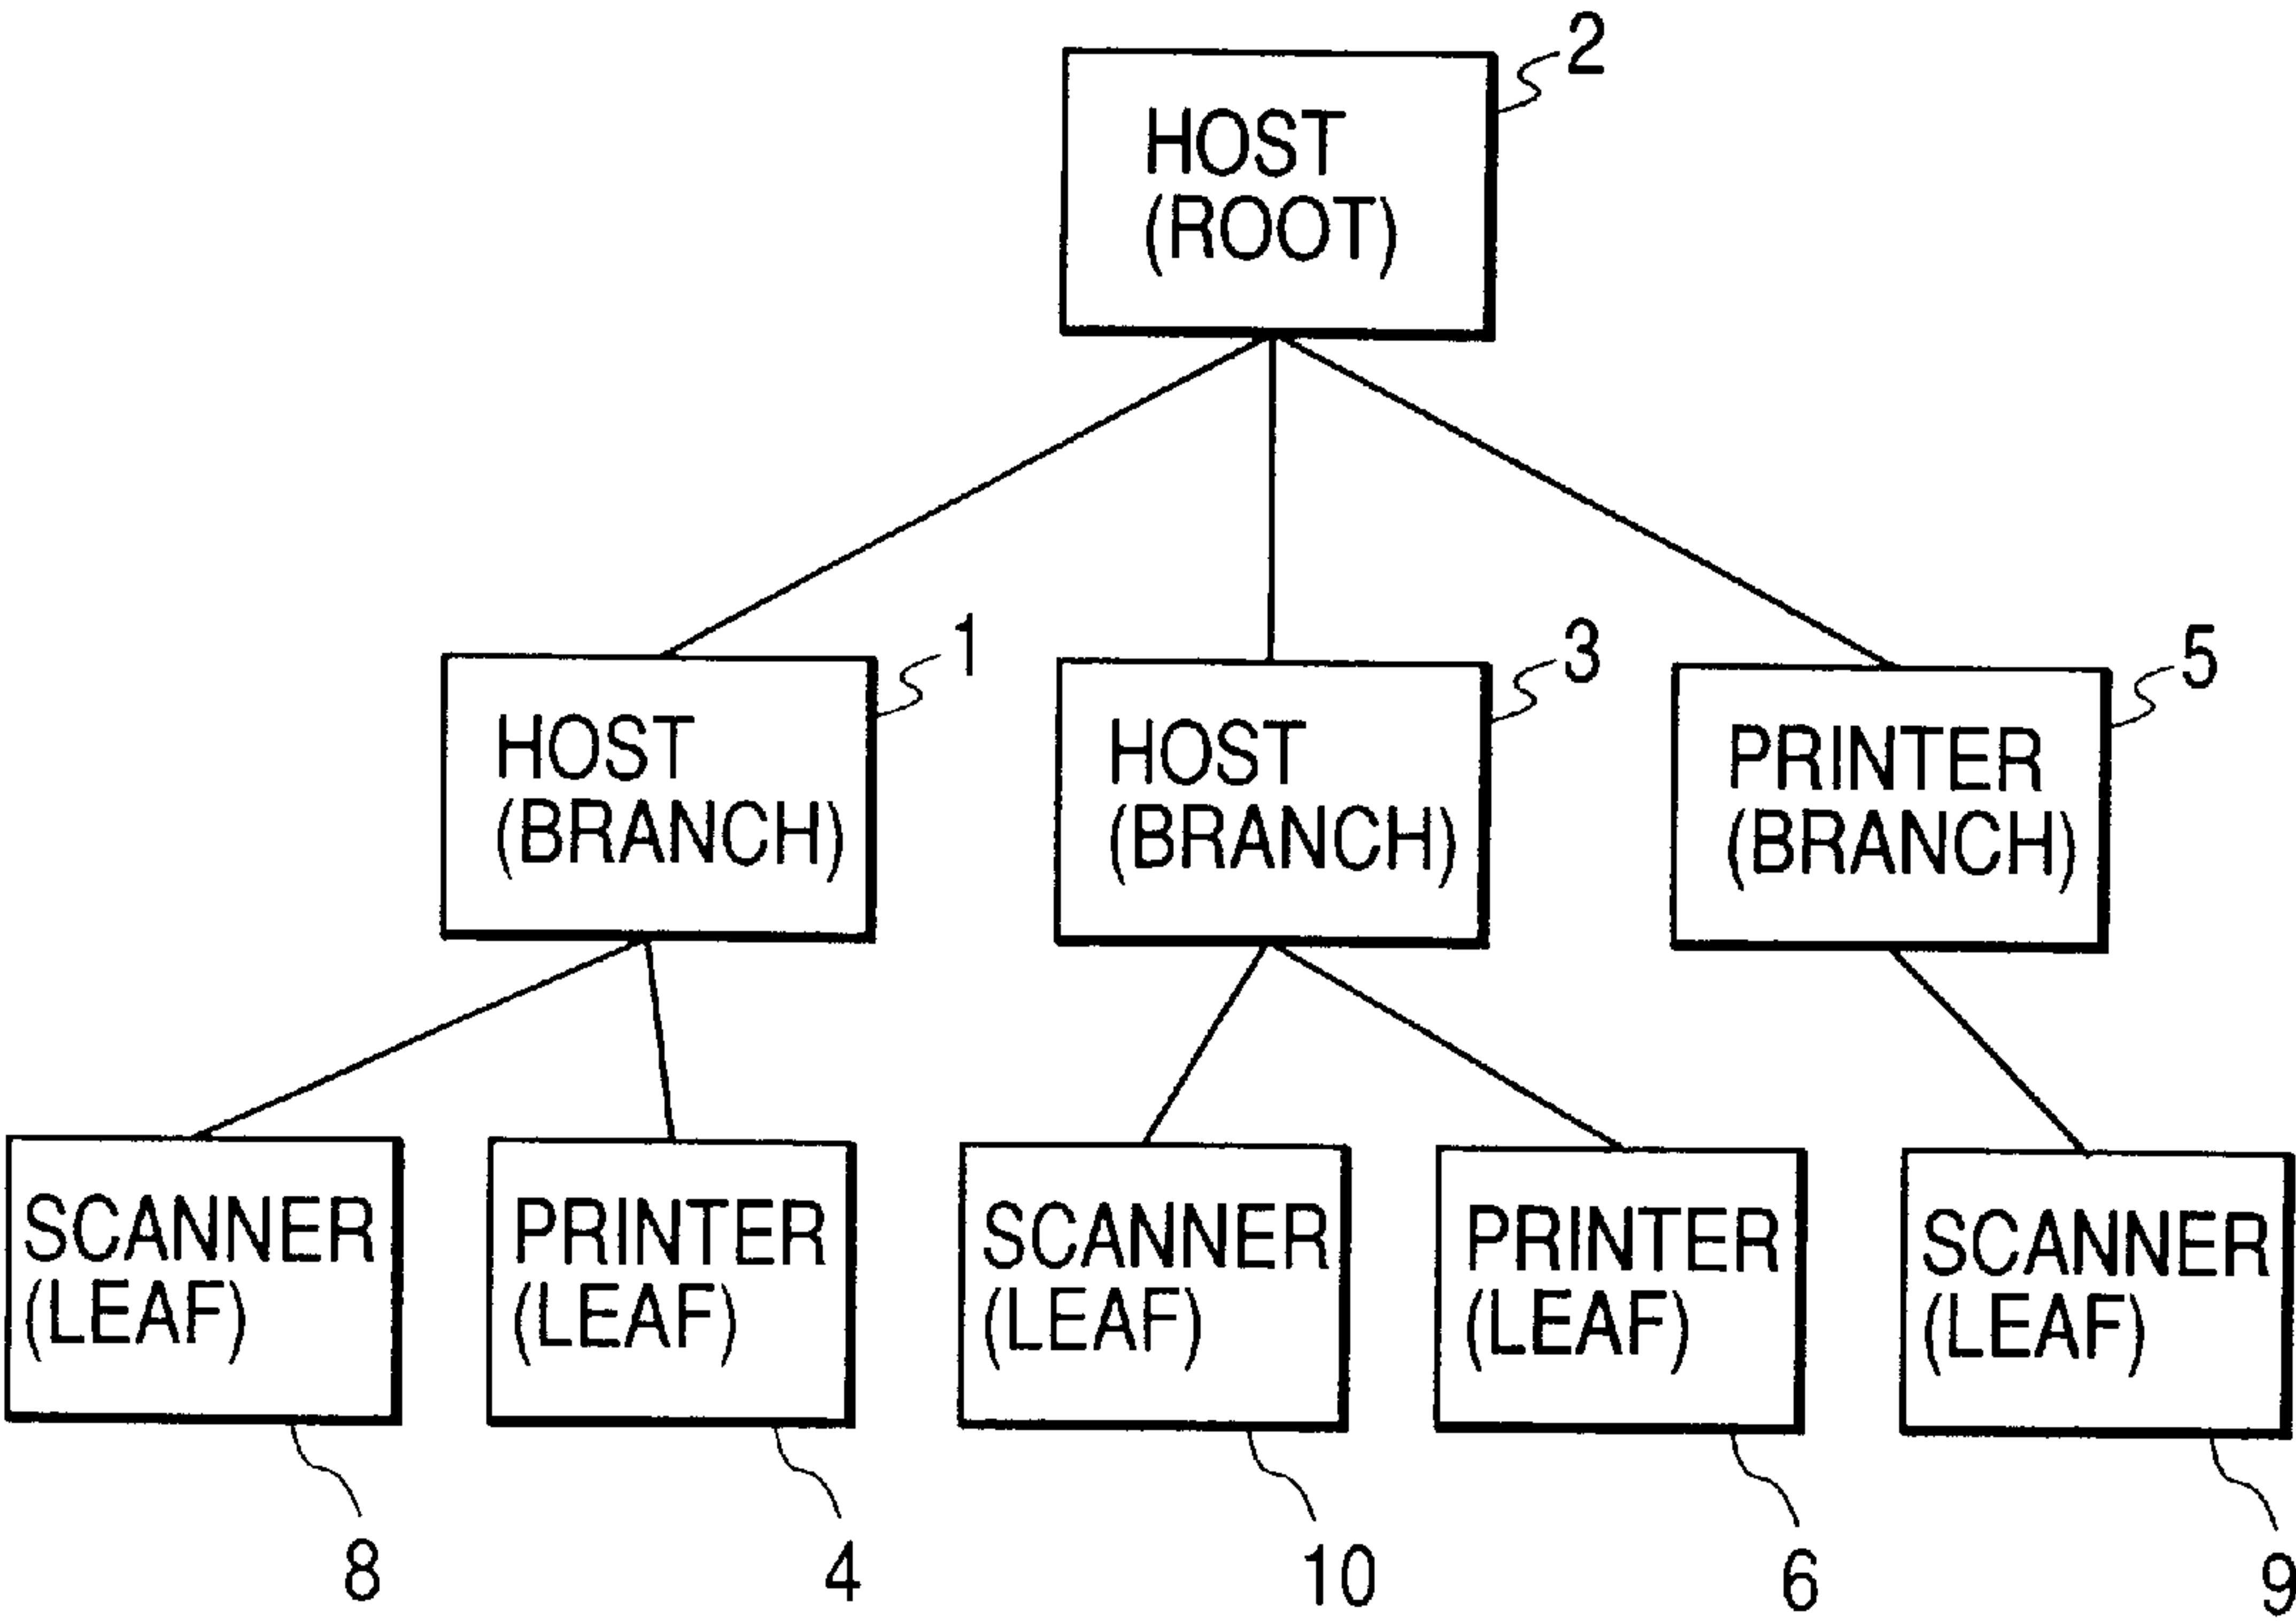 2
HOST
(ROOT)
1
3
5
HOST
(BRANCH)
HOST
(BRANCH)
PRINTER
(BRANCH)
SCANNER
(LEAF)
PRINTER
(LEAF)
SCANNER
(LEAF)
PRINTER
(LEAF)
SCANNER
(LEAF)
8
4
10
6
9